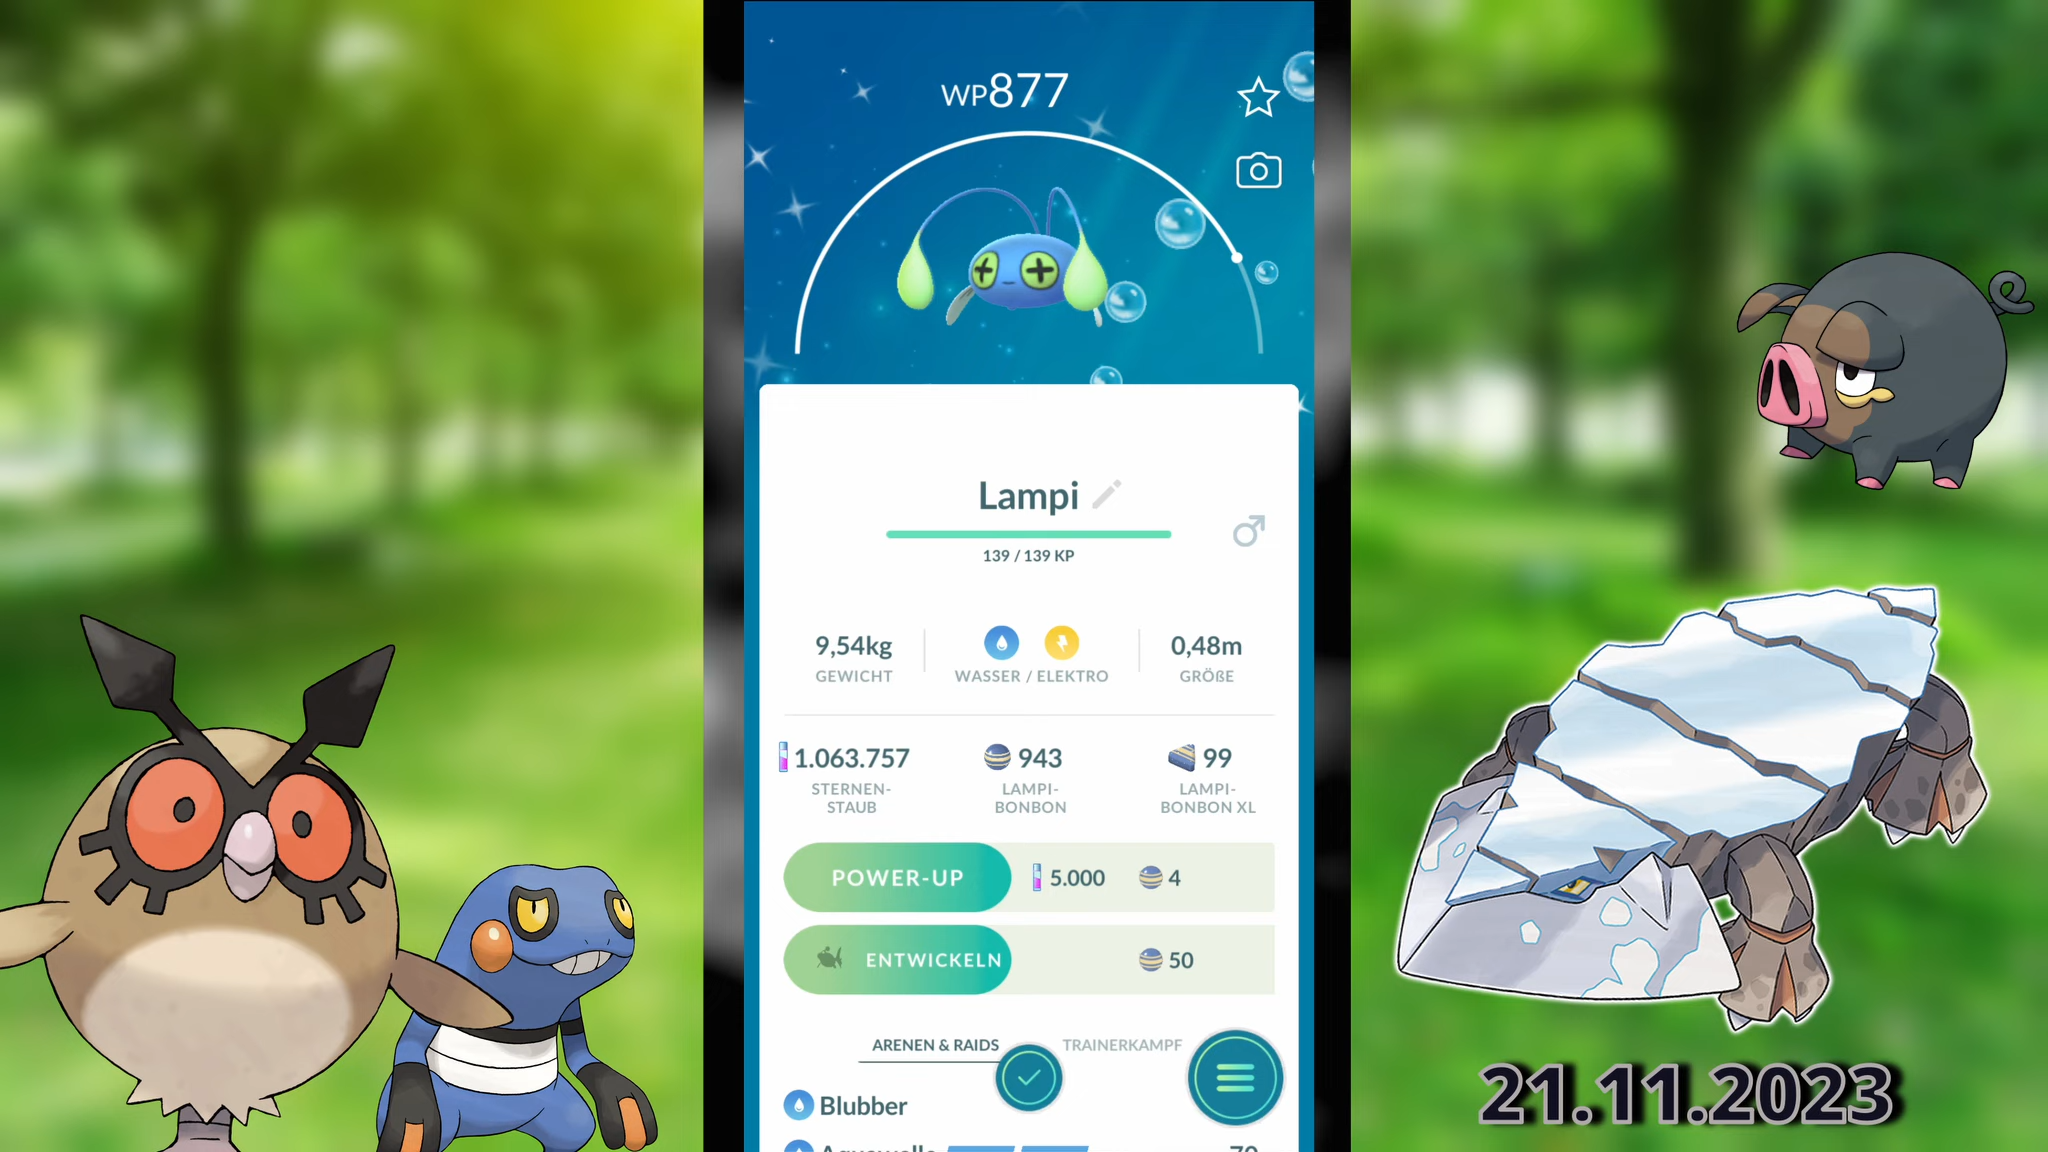 WP877
Lampi
139 / 139 KP
9,54kg
GEWICHT
WASSER / ELEKTRO
0,48m
GRÖßE
1.063.757
STERNEN-
STAUB
943
LAMPI-
BONBON
99
LAMPI-
BONBON XL
POWER-UP
5.000
4
ENTWICKELN
50
ARENEN & RAIDS
TRAINERKAMPF
Blubber
Aquawelle
70
21.11.2023